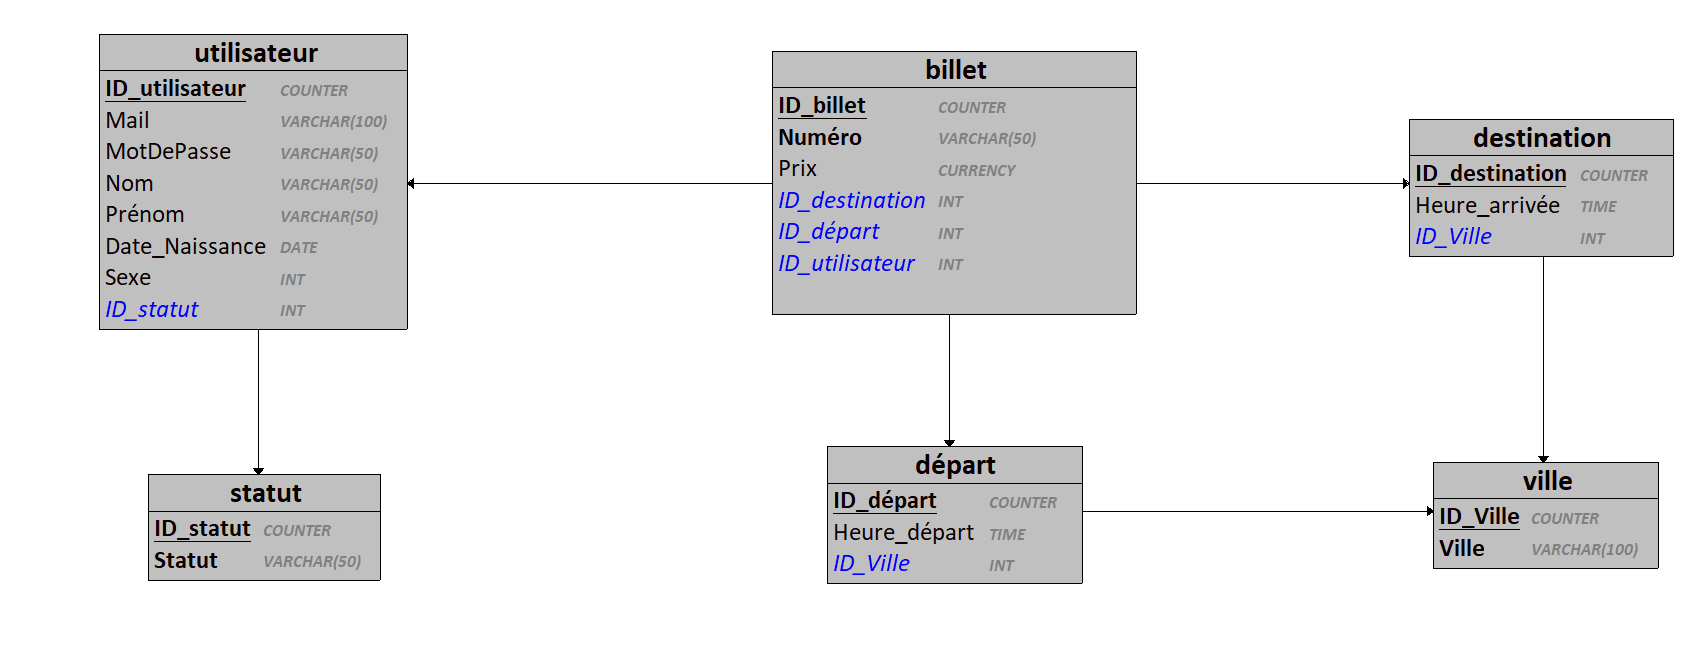 utilisateur
ID_utilisateur COUNTER
Mail VARCHAR(100)
MotDePasse VARCHAR(50)
Nom VARCHAR(50)
Prénom VARCHAR(50)
Date_Naissance DATE
Sexe INT
ID_statut INT
billet
ID_billet COUNTER
Numéro VARCHAR(50)
Prix CURRENCY
ID_destination INT
ID_départ INT
ID_utilisateur INT
destination
ID_destination COUNTER
Heure_arrivée TIME
ID_Ville INT
statut
ID_statut COUNTER
Statut VARCHAR(50)
départ
ID_départ COUNTER
Heure_départ TIME
ID_Ville INT
ville
ID_Ville COUNTER
Ville VARCHAR(100)